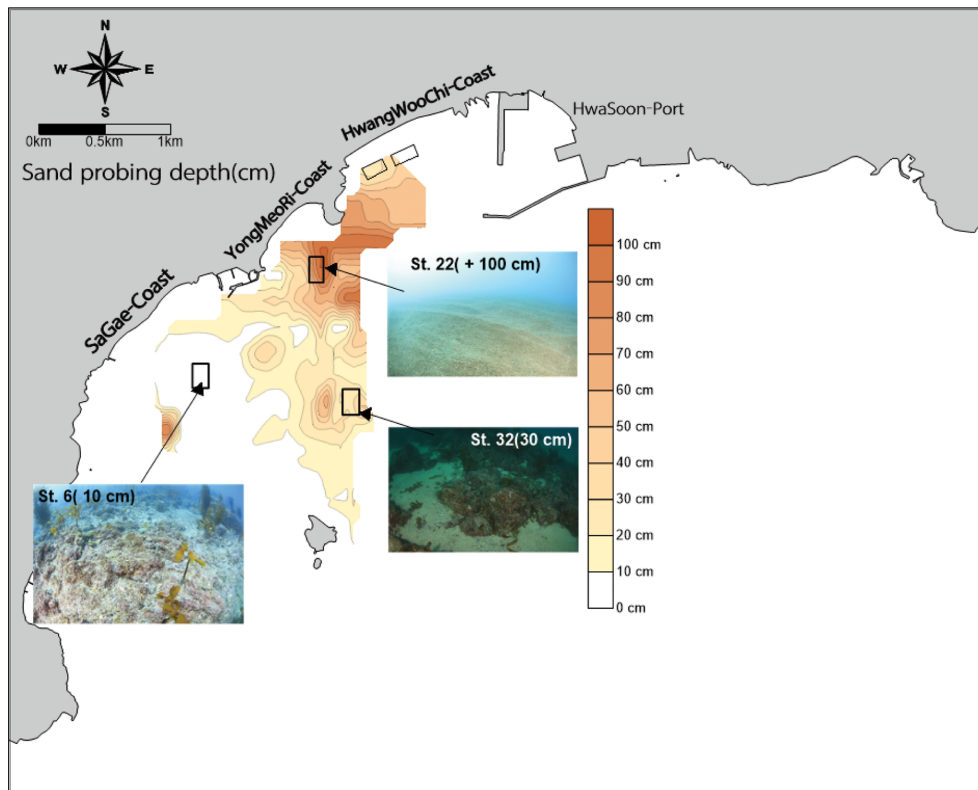 N
W E
S
0km 0.5km 1km
Sand probing depth(cm)
HwangWooChi-Coast
HwaSoon-Port
YongMeoRi-Coast
SaGae-Coast
St. 22( + 100 cm)
St. 32(30 cm)
St. 6( 10 cm)
100 cm
90 cm
80 cm
70 cm
60 cm
50 cm
40 cm
30 cm
20 cm
10 cm
0 cm